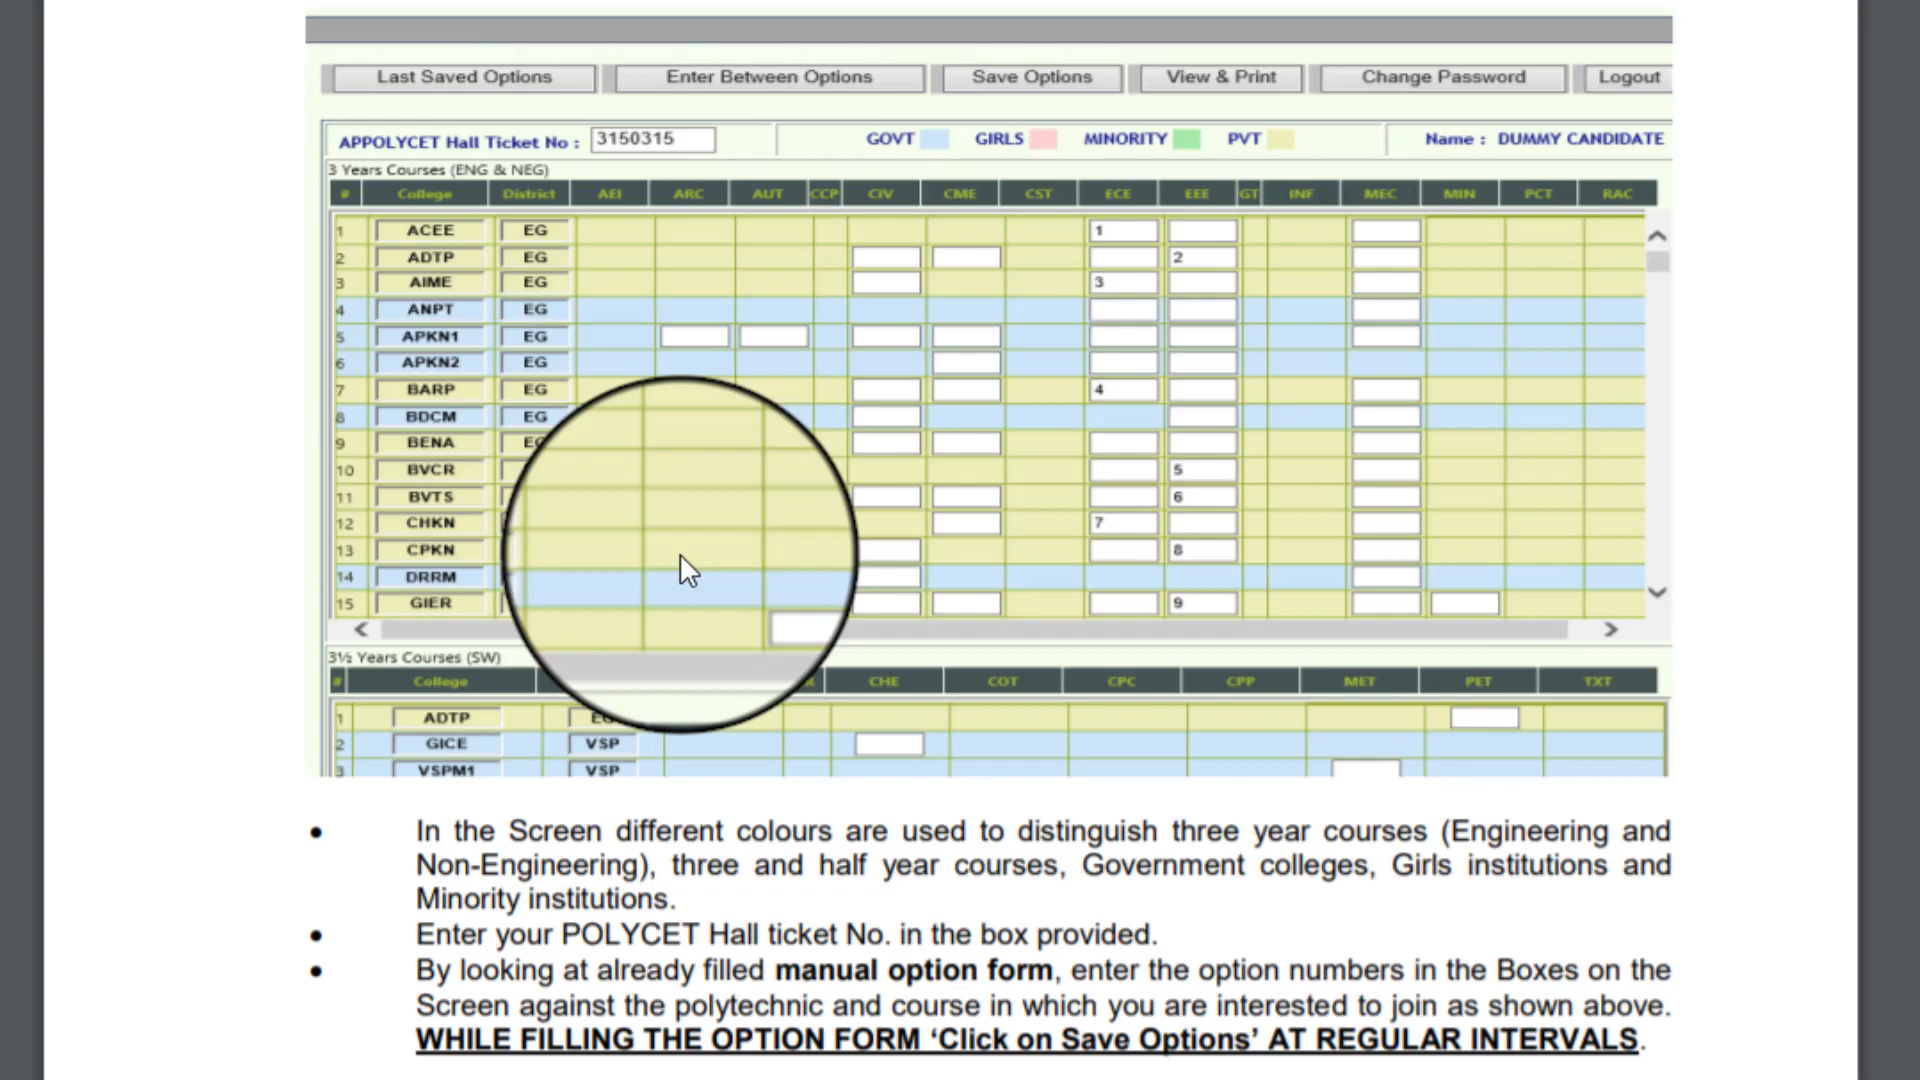 Last Saved Options Enter Between Options Save Options View & Print Change Password Logout
APPOLYCET Hall Ticket No : 3150315 GOVT GIRLS MINORITY PVT Name : DUMMY CANDIDATE
3 Years Courses (ENG & NEG)
# College District AEI ARC AUT CCP CIV CME CST ECE EEE GT INF MEC MIN PCT RAC
1 ACEE EG 1
2 ADTP EG 2
3 AIME EG 3
4 ANPT EG
5 APKN1 EG
6 APKN2 EG
7 BARP EG 4
8 BDCM EG
9 BENA
10 BVCR 5
11 BVTS 6
12 CHKN 7
13 CPKN 8
14 DRRM
15 GIER 9
3½ Years Courses (SW)
# College CHE COT CPC CPP MET PET TXT
1 ADTP
2 GICE VSP
3 VSPM1 VSP
• In the Screen different colours are used to distinguish three year courses (Engineering and
Non-Engineering), three and half year courses, Government colleges, Girls institutions and
Minority institutions.
• Enter your POLYCET Hall ticket No. in the box provided.
• By looking at already filled manual option form, enter the option numbers in the Boxes on the
Screen against the polytechnic and course in which you are interested to join as shown above.
WHILE FILLING THE OPTION FORM ‘Click on Save Options’ AT REGULAR INTERVALS.